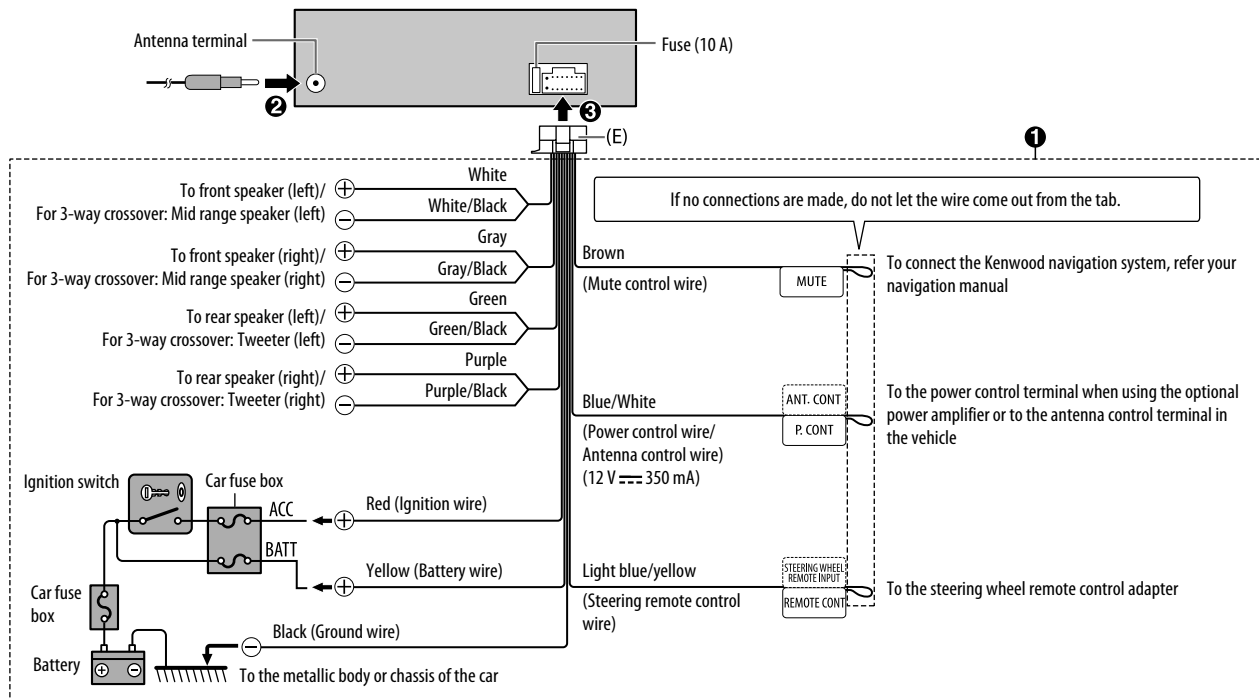 Antenna terminal
Fuse (10 A)
❷
❸
(E)
❶
To front speaker (left)/
For 3-way crossover: Mid range speaker (left)
White
White/Black
To front speaker (right)/
For 3-way crossover: Mid range speaker (right)
Gray
Gray/Black
To rear speaker (left)/
For 3-way crossover: Tweeter (left)
Green
Green/Black
To rear speaker (right)/
For 3-way crossover: Tweeter (right)
Purple
Purple/Black
If no connections are made, do not let the wire come out from the tab.
Brown
(Mute control wire)
MUTE
To connect the Kenwood navigation system, refer your
navigation manual
Blue/White
(Power control wire/
Antenna control wire)
(12 V ⎓ 350 mA)
ANT. CONT
P. CONT
To the power control terminal when using the optional
power amplifier or to the antenna control terminal in
the vehicle
Ignition switch
Car fuse box
ACC
Red (Ignition wire)
BATT
Yellow (Battery wire)
Light blue/yellow
(Steering remote control
wire)
STEERING WHEEL
REMOTE INPUT
REMOTE CONT
To the steering wheel remote control adapter
Car fuse
box
Black (Ground wire)
Battery
To the metallic body or chassis of the car